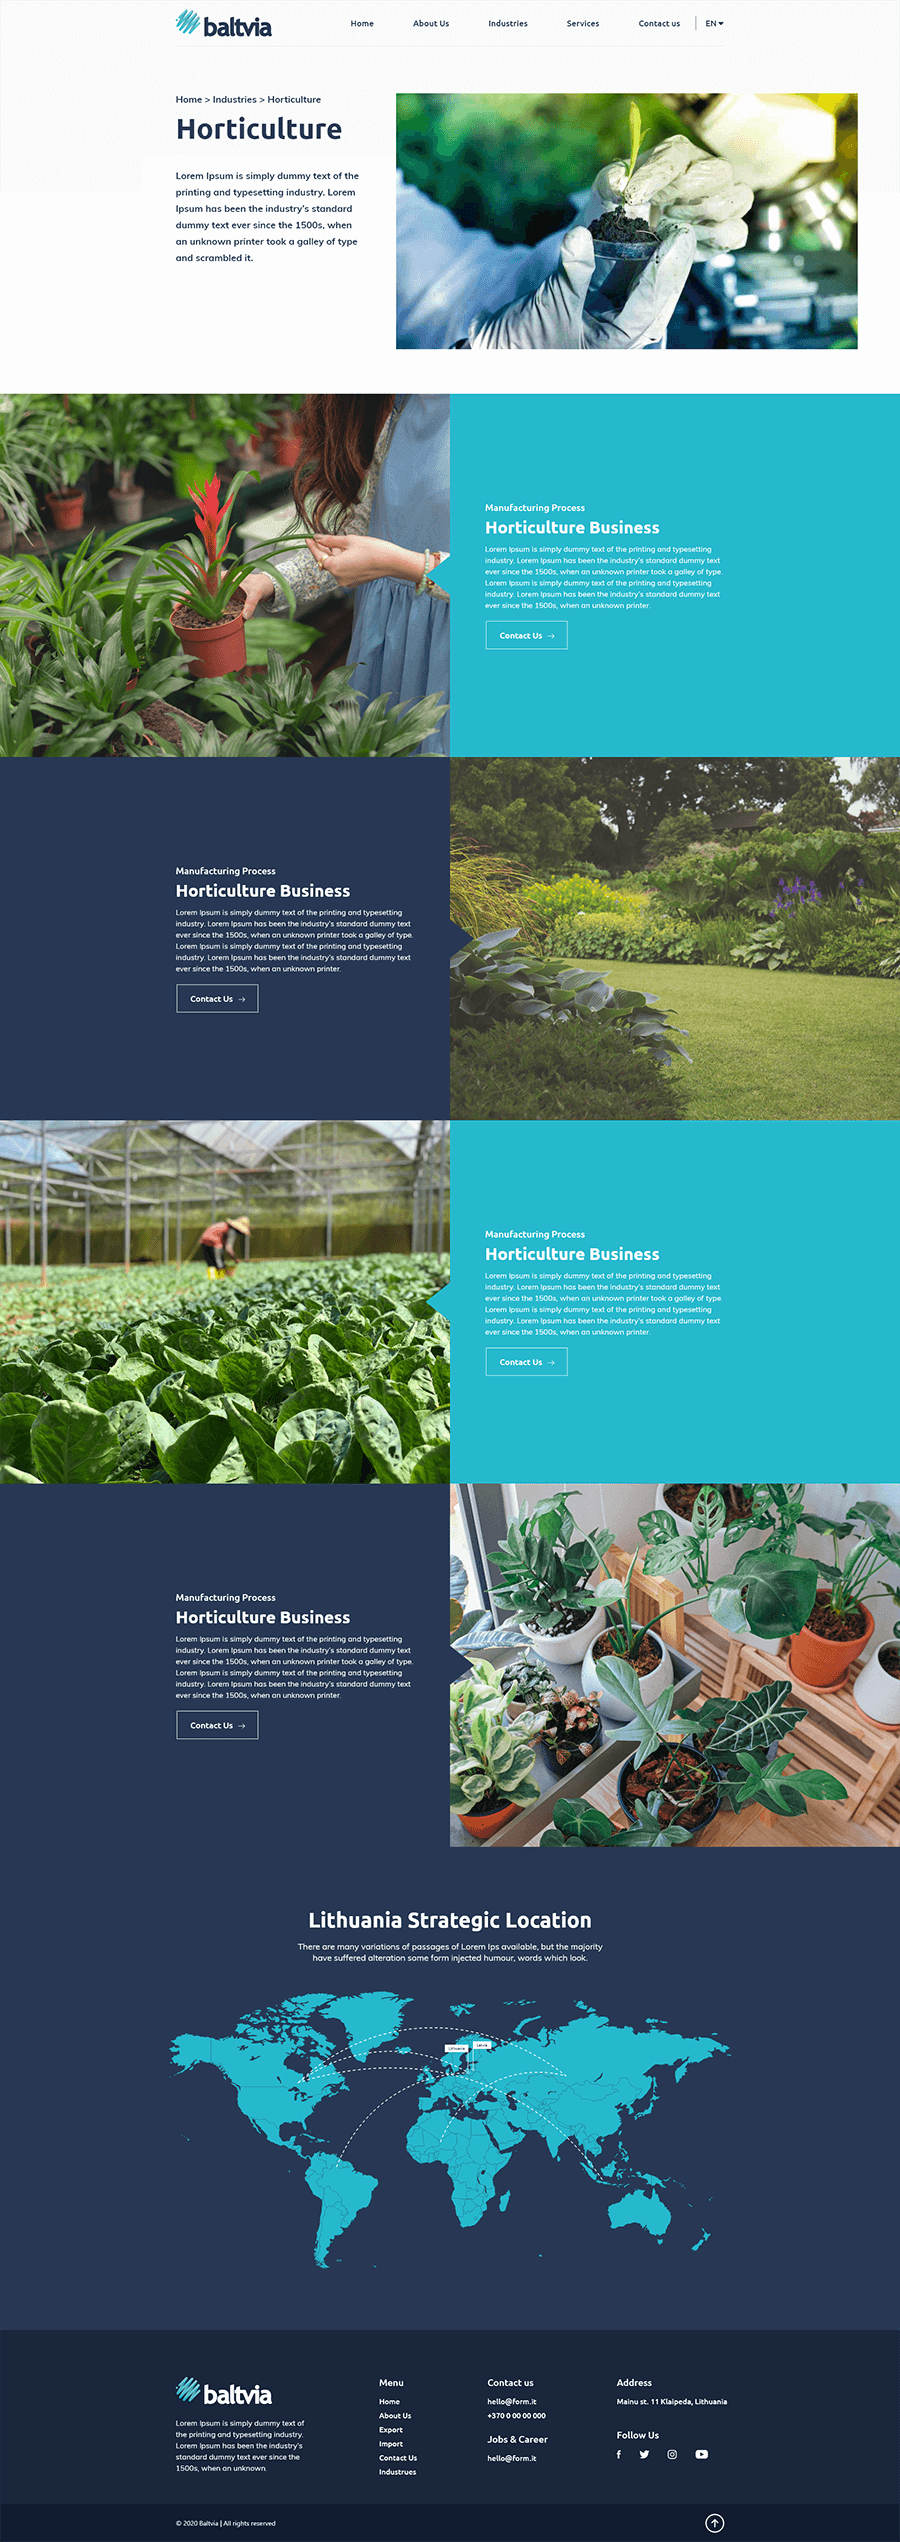 baltvia
Home
About Us
Industries
Services
Contact us
EN
Home > Industries > Horticulture
Horticulture
Lorem Ipsum is simply dummy text of the
printing and typesetting industry. Lorem
Ipsum has been the industry's standard
dummy text ever since the 1500s, when
an unknown printer took a galley of type
and scrambled it.
Manufacturing Process
Horticulture Business
Lorem Ipsum is simply dummy text of the printing and typesetting
industry. Lorem Ipsum has been the industry's standard dummy text
ever since the 1500s, when an unknown printer took a galley of type.
Lorem Ipsum is simply dummy text of the printing and typesetting
industry. Lorem Ipsum has been the industry's standard dummy text
ever since the 1500s, when an unknown printer.
Contact Us →
Manufacturing Process
Horticulture Business
Lorem Ipsum is simply dummy text of the printing and typesetting
industry. Lorem Ipsum has been the industry's standard dummy text
ever since the 1500s, when an unknown printer took a galley of type.
Lorem Ipsum is simply dummy text of the printing and typesetting
industry. Lorem Ipsum has been the industry's standard dummy text
ever since the 1500s, when an unknown printer.
Contact Us →
Manufacturing Process
Horticulture Business
Lorem Ipsum is simply dummy text of the printing and typesetting
industry. Lorem Ipsum has been the industry's standard dummy text
ever since the 1500s, when an unknown printer took a galley of type.
Lorem Ipsum is simply dummy text of the printing and typesetting
industry. Lorem Ipsum has been the industry's standard dummy text
ever since the 1500s, when an unknown printer.
Contact Us →
Manufacturing Process
Horticulture Business
Lorem Ipsum is simply dummy text of the printing and typesetting
industry. Lorem Ipsum has been the industry's standard dummy text
ever since the 1500s, when an unknown printer took a galley of type.
Lorem Ipsum is simply dummy text of the printing and typesetting
industry. Lorem Ipsum has been the industry's standard dummy text
ever since the 1500s, when an unknown printer.
Contact Us →
Lithuania Strategic Location
There are many variations of passages of Lorem Ips available, but the majority
have suffered alteration some form injected humour, words which look.
Lithuania
Latvia
baltvia
Lorem Ipsum is simply dummy text of
the printing and typesetting industry.
Lorem Ipsum has been the industry's
standard dummy text ever since the
1500s, when an unknown.
Menu
Home
About Us
Export
Import
Contact Us
Industrues
Contact us
hello@form.it
+370 0 00 00 000
Jobs & Career
hello@form.it
Address
Mainu st. 11 Klaipeda, Lithuania
Follow Us
© 2020 Baltvia | All rights reserved